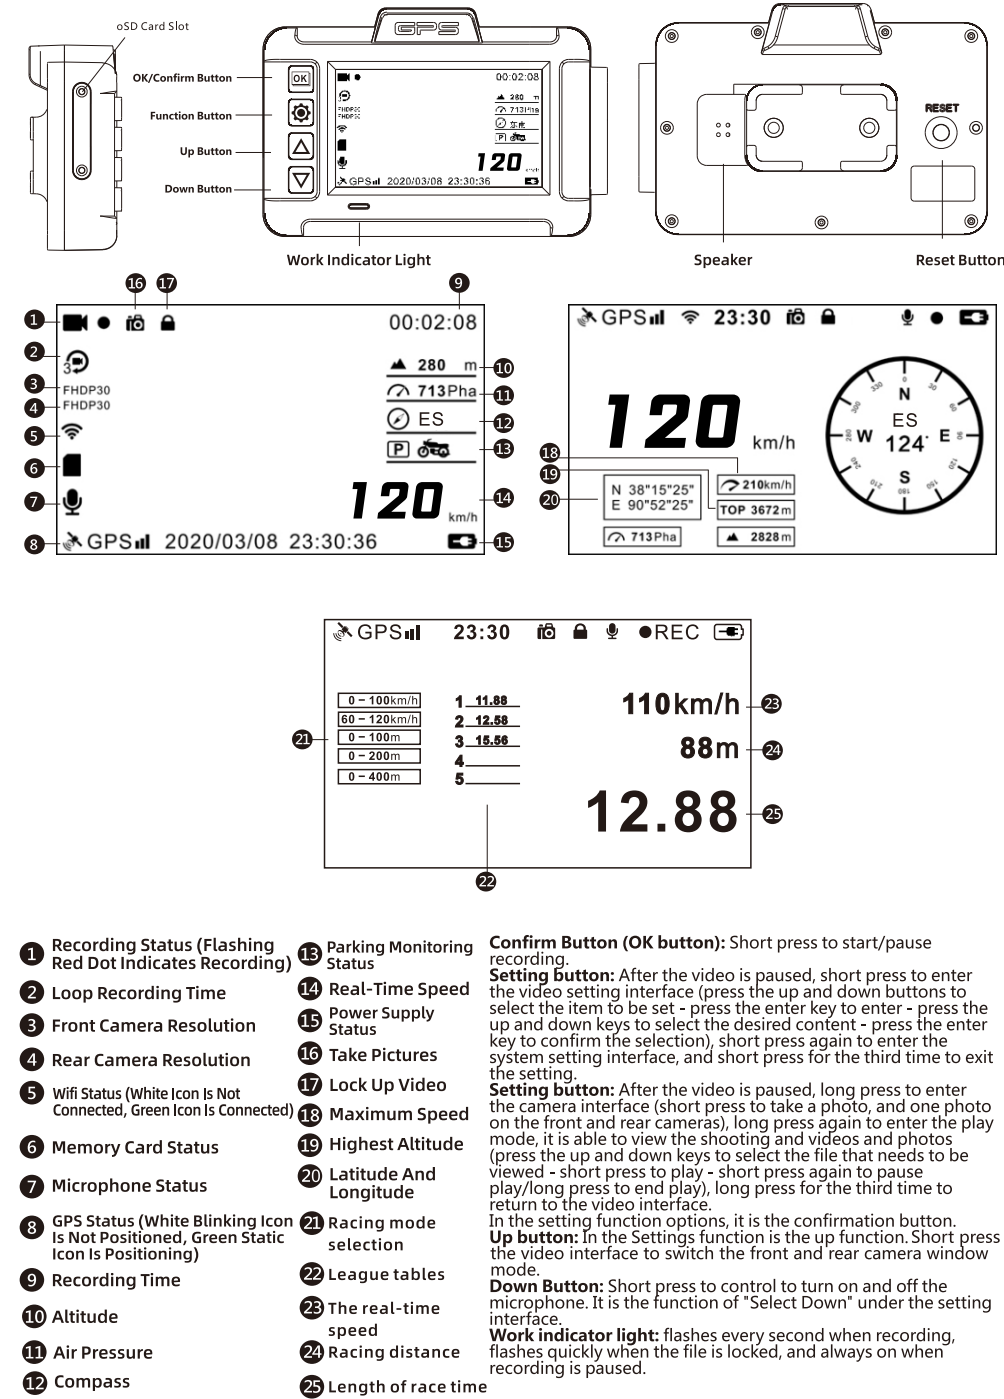 oSD Card Slot
OK/Confirm Button
Function Button
Up Button
Down Button
OK
GPS
00:02:08
FHDP30
FHDP30
280 m
713Pha
东南
P
120
GPS 2020/03/08 23:30:36
Work Indicator Light
RESET
Speaker
Reset Button
16 17 9
1 00:02:08
2 3
280 m 10
3 FHDP30
713Pha 11
4 FHDP30
ES 12
5
P 13
6
7
120 km/h 14
8 GPS 2020/03/08 23:30:36 15
GPS 23:30
120 km/h
N
ES
124°
W E
S
0 30 60 90 120 150 180 210 240 280 300 330
18
19
20
N 38"15"25"
E 90"52"25"
210km/h
TOP 3672m
713Pha
2828m
GPS 23:30 REC
0 – 100km/h
60 – 120km/h
0 – 100m
0 – 200m
0 – 400m
21
1 11.88
2 12.58
3 15.56
4
5
22
110km/h 23
88m 24
12.88 25
1 Recording Status (Flashing
Red Dot Indicates Recording)
2 Loop Recording Time
3 Front Camera Resolution
4 Rear Camera Resolution
5 Wifi Status (White Icon Is Not
Connected, Green Icon Is Connected)
6 Memory Card Status
7 Microphone Status
8 GPS Status (White Blinking Icon
Is Not Positioned, Green Static
Icon Is Positioning)
9 Recording Time
10 Altitude
11 Air Pressure
12 Compass
13 Parking Monitoring
Status
14 Real-Time Speed
15 Power Supply
Status
16 Take Pictures
17 Lock Up Video
18 Maximum Speed
19 Highest Altitude
20 Latitude And
Longitude
21 Racing mode
selection
22 League tables
23 The real-time
speed
24 Racing distance
25 Length of race time
Confirm Button (OK button): Short press to start/pause
recording.
Setting button: After the video is paused, short press to enter
the video setting interface (press the up and down buttons to
select the item to be set - press the enter key to enter - press the
up and down keys to select the desired content - press the enter
key to confirm the selection), short press again to enter the
system setting interface, and short press for the third time to exit
the setting.
Setting button: After the video is paused, long press to enter
the camera interface (short press to take a photo, and one photo
on the front and rear cameras), long press again to enter the play
mode, it is able to view the shooting and videos and photos
(press the up and down keys to select the file that needs to be
viewed - short press to play - short press again to pause
play/long press to end play), long press for the third time to
return to the video interface.
In the setting function options, it is the confirmation button.
Up button: In the Settings function is the up function. Short press
the video interface to switch the front and rear camera window
mode.
Down Button: Short press to control to turn on and off the
microphone. It is the function of "Select Down" under the setting
interface.
Work indicator light: flashes every second when recording,
flashes quickly when the file is locked, and always on when
recording is paused.